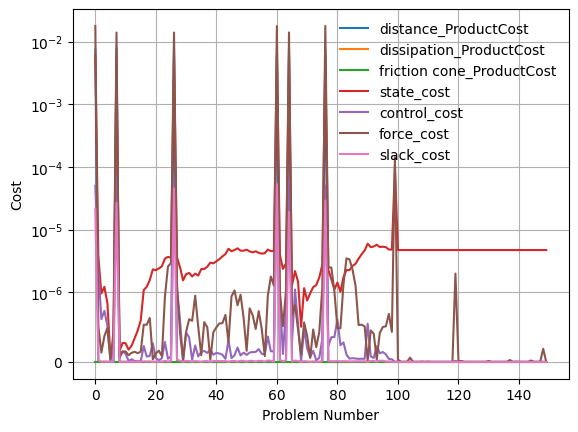 distance_ProductCost
dissipation_ProductCost
friction cone_ProductCost
state_cost
control_cost
force_cost
slack_cost
Cost
10⁻²
10⁻³
10⁻⁴
10⁻⁵
10⁻⁶
0
0 20 40 60 80 100 120 140
Problem Number